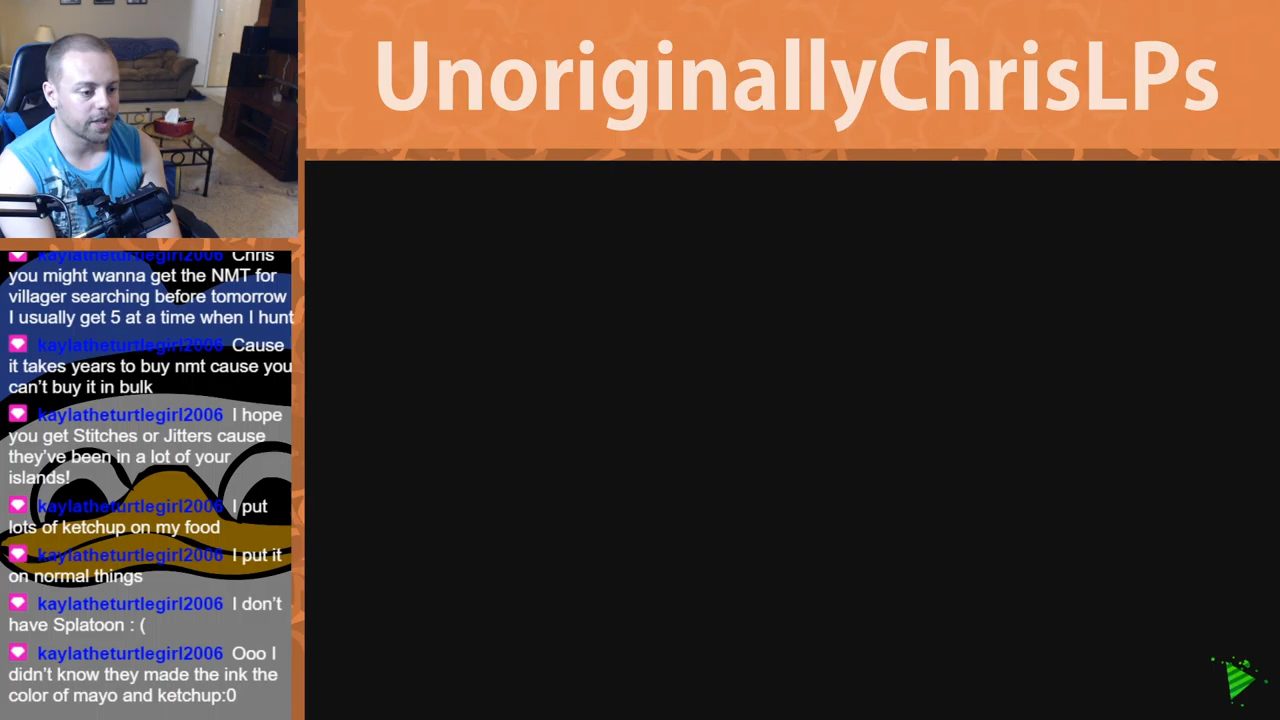 UnoriginallyChrisLPs
kaylatheturtlegirl2006 Chris
you might wanna get the NMT for
villager searching before tomorrow
I usually get 5 at a time when I hunt
kaylatheturtlegirl2006 Cause
it takes years to buy nmt cause you
can't buy it in bulk
kaylatheturtlegirl2006 I hope
you get Stitches or Jitters cause
they've been in a lot of your
islands!
kaylatheturtlegirl2006 I put
lots of ketchup on my food
kaylatheturtlegirl2006 I put it
on normal things
kaylatheturtlegirl2006 I don't
have Splatoon : (
kaylatheturtlegirl2006 Ooo I
didn't know they made the ink the
color of mayo and ketchup:0